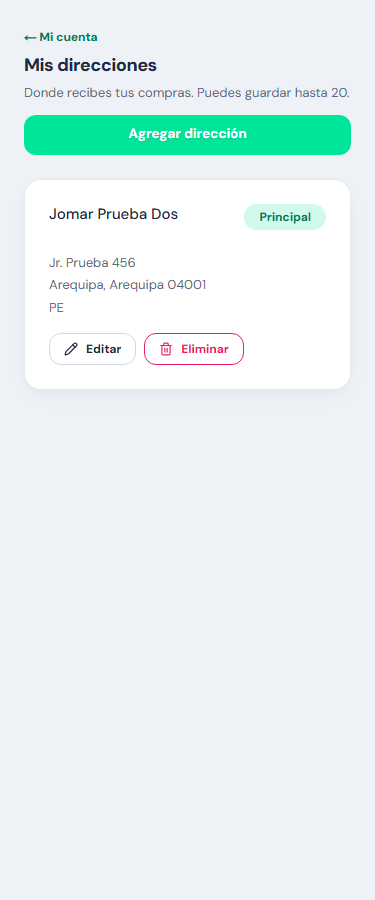 ← Mi cuenta
Mis direcciones
Donde recibes tus compras. Puedes guardar hasta 20.
Agregar dirección
Jomar Prueba Dos
Principal
Jr. Prueba 456
Arequipa, Arequipa 04001
PE
Editar
Eliminar